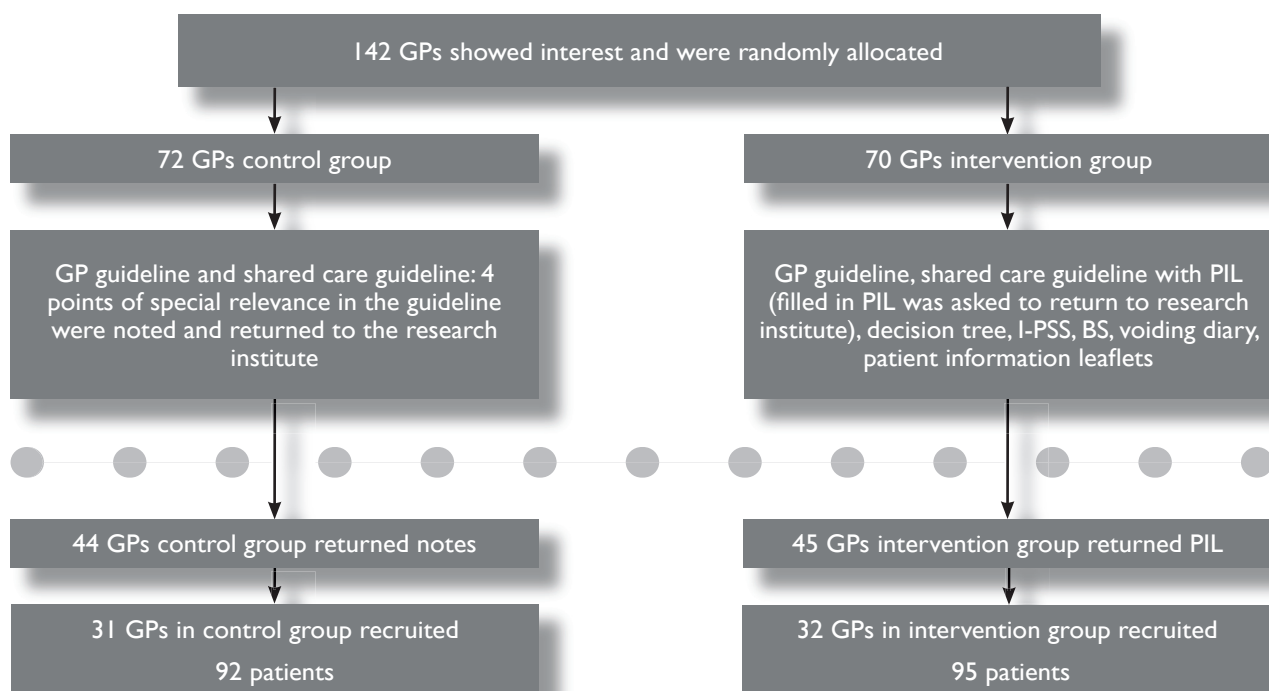 142 GPs showed interest and were randomly allocated
72 GPs control group
70 GPs intervention group
GP guideline and shared care guideline: 4
points of special relevance in the guideline
were noted and returned to the research
institute
GP guideline, shared care guideline with PIL
(filled in PIL was asked to return to research
institute), decision tree, I-PSS, BS, voiding diary,
patient information leaflets
44 GPs control group returned notes
45 GPs intervention group returned PIL
31 GPs in control group recruited
92 patients
32 GPs in intervention group recruited
95 patients